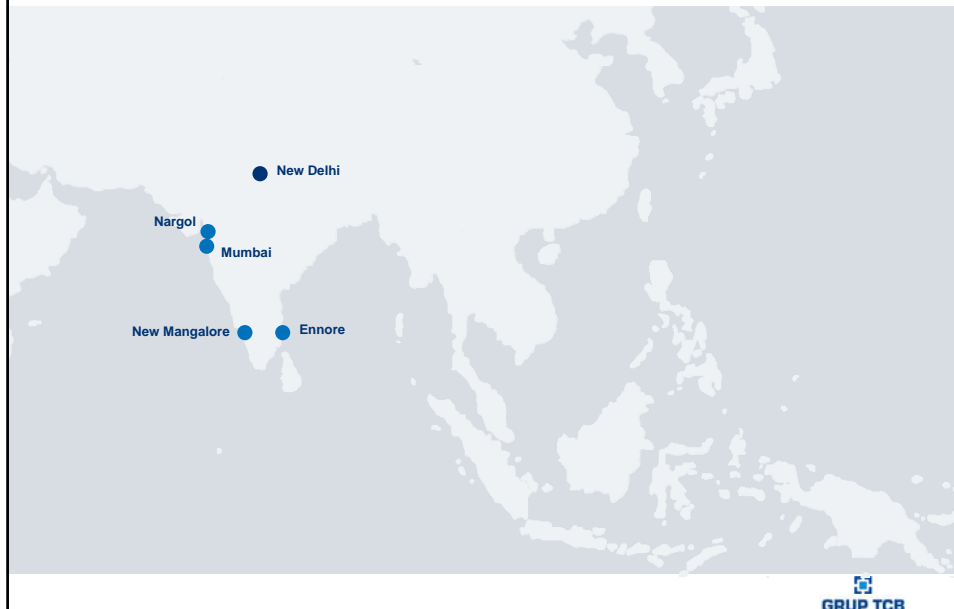 New Delhi
Nargol
Mumbai
New Mangalore
Ennore
GRUP TCB